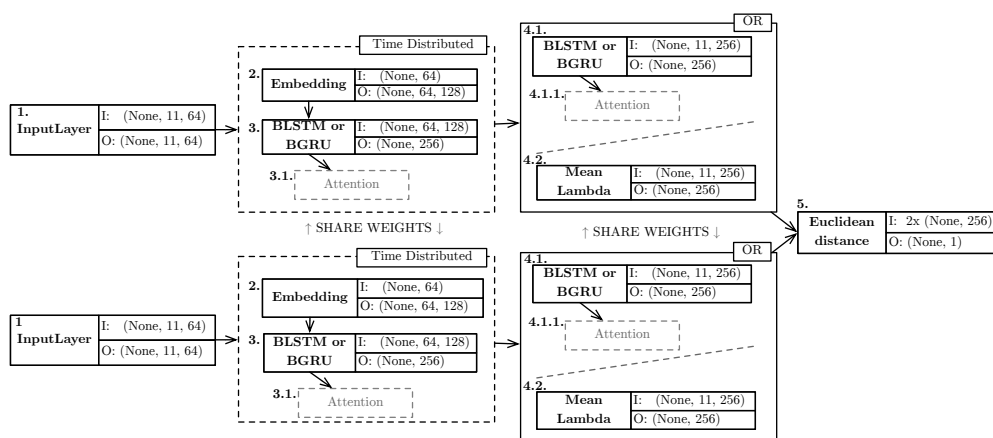 OR
4.1.
BLSTM or
BGRU
I: (None, 11, 256)
O: (None, 256)
4.1.1.
Attention
4.2.
Mean
Lambda
I: (None, 11, 256)
O: (None, 256)
Time Distributed
2.
Embedding
I: (None, 64)
O: (None, 64, 128)
3.
BLSTM or
BGRU
I: (None, 64, 128)
O: (None, 256)
3.1.
Attention
1.
InputLayer
I: (None, 11, 64)
O: (None, 11, 64)
↑ SHARE WEIGHTS ↓
↑ SHARE WEIGHTS ↓
5.
Euclidean
distance
I: 2x (None, 256)
O: (None, 1)
Time Distributed
2.
Embedding
I: (None, 64)
O: (None, 64, 128)
3.
BLSTM or
BGRU
I: (None, 64, 128)
O: (None, 256)
3.1.
Attention
1
InputLayer
I: (None, 11, 64)
O: (None, 11, 64)
OR
4.1.
BLSTM or
BGRU
I: (None, 11, 256)
O: (None, 256)
4.1.1.
Attention
4.2.
Mean
Lambda
I: (None, 11, 256)
O: (None, 256)